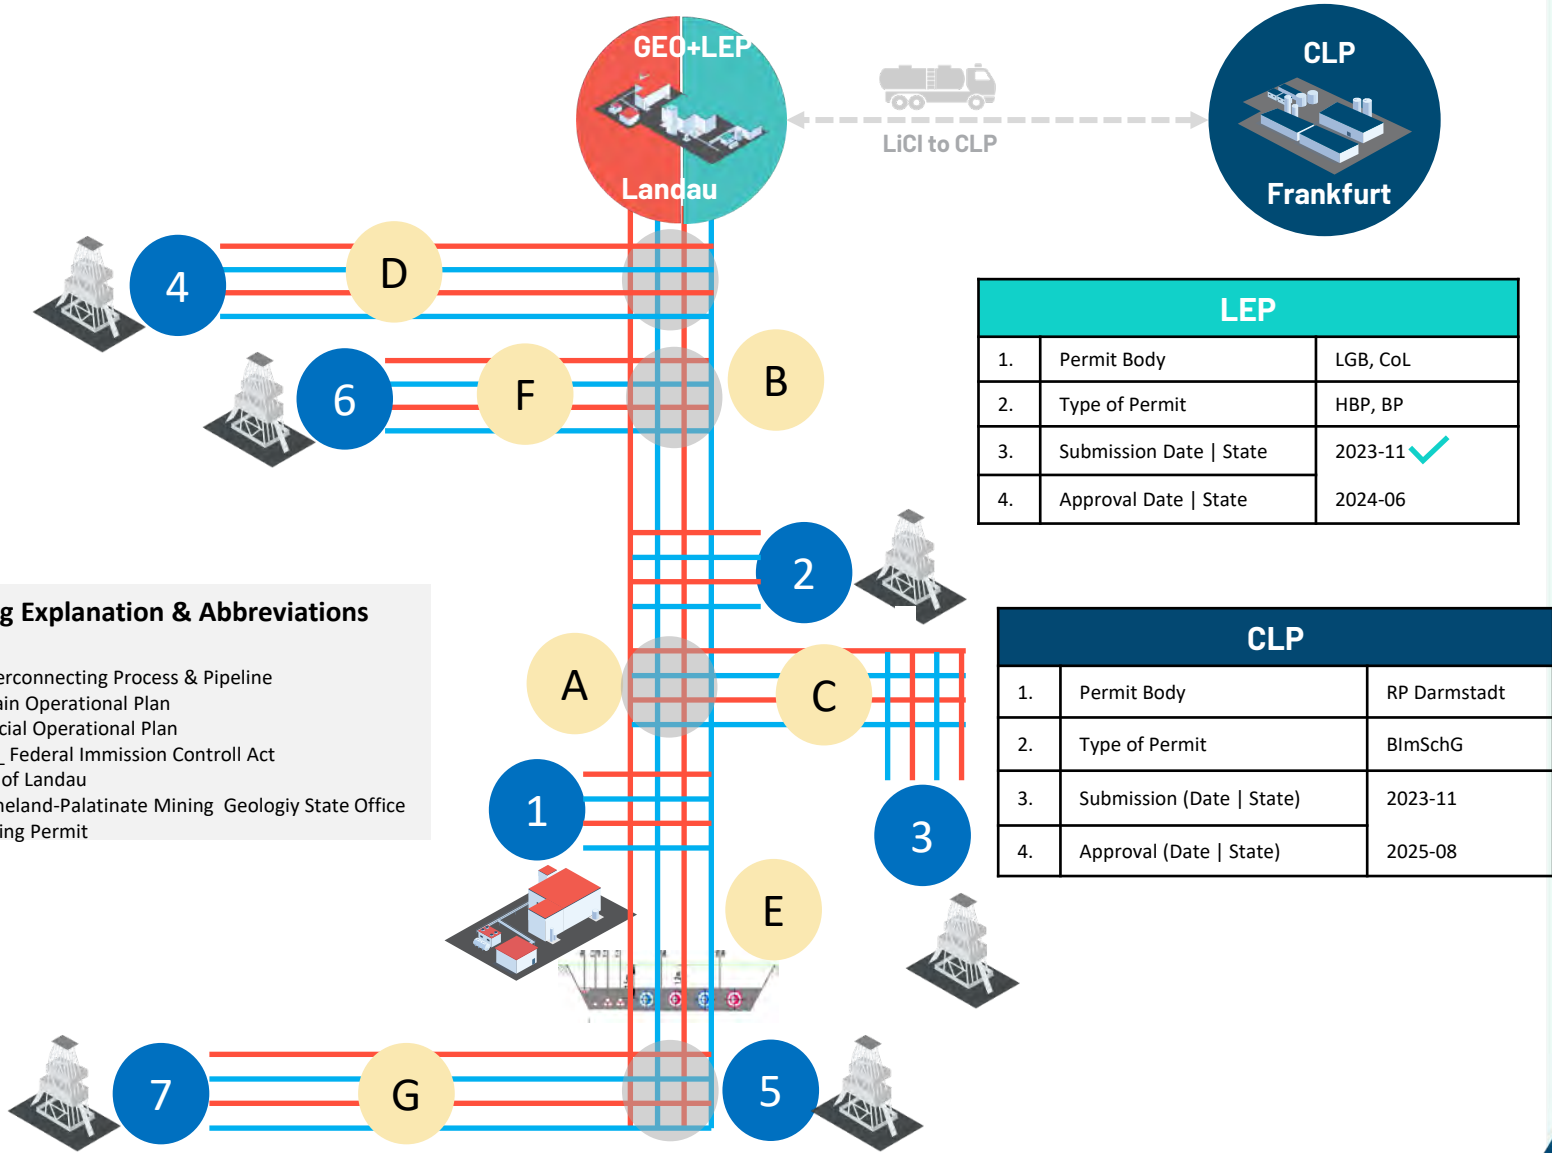 GEO+LEP
Landau
LiCl to CLP
CLP
Frankfurt
4
D
6
F
B
2
A
C
1
3
E
7
G
5
LEP
1. Permit Body LGB, CoL
2. Type of Permit HBP, BP
3. Submission Date | State 2023-11
4. Approval Date | State 2024-06
g Explanation & Abbreviations
erconnecting Process & Pipeline
ain Operational Plan
cial Operational Plan
_ Federal Immission Controll Act
of Landau
neland-Palatinate Mining Geologiy State Office
ing Permit
CLP
1. Permit Body RP Darmstadt
2. Type of Permit BImSchG
3. Submission (Date | State) 2023-11
4. Approval (Date | State) 2025-08